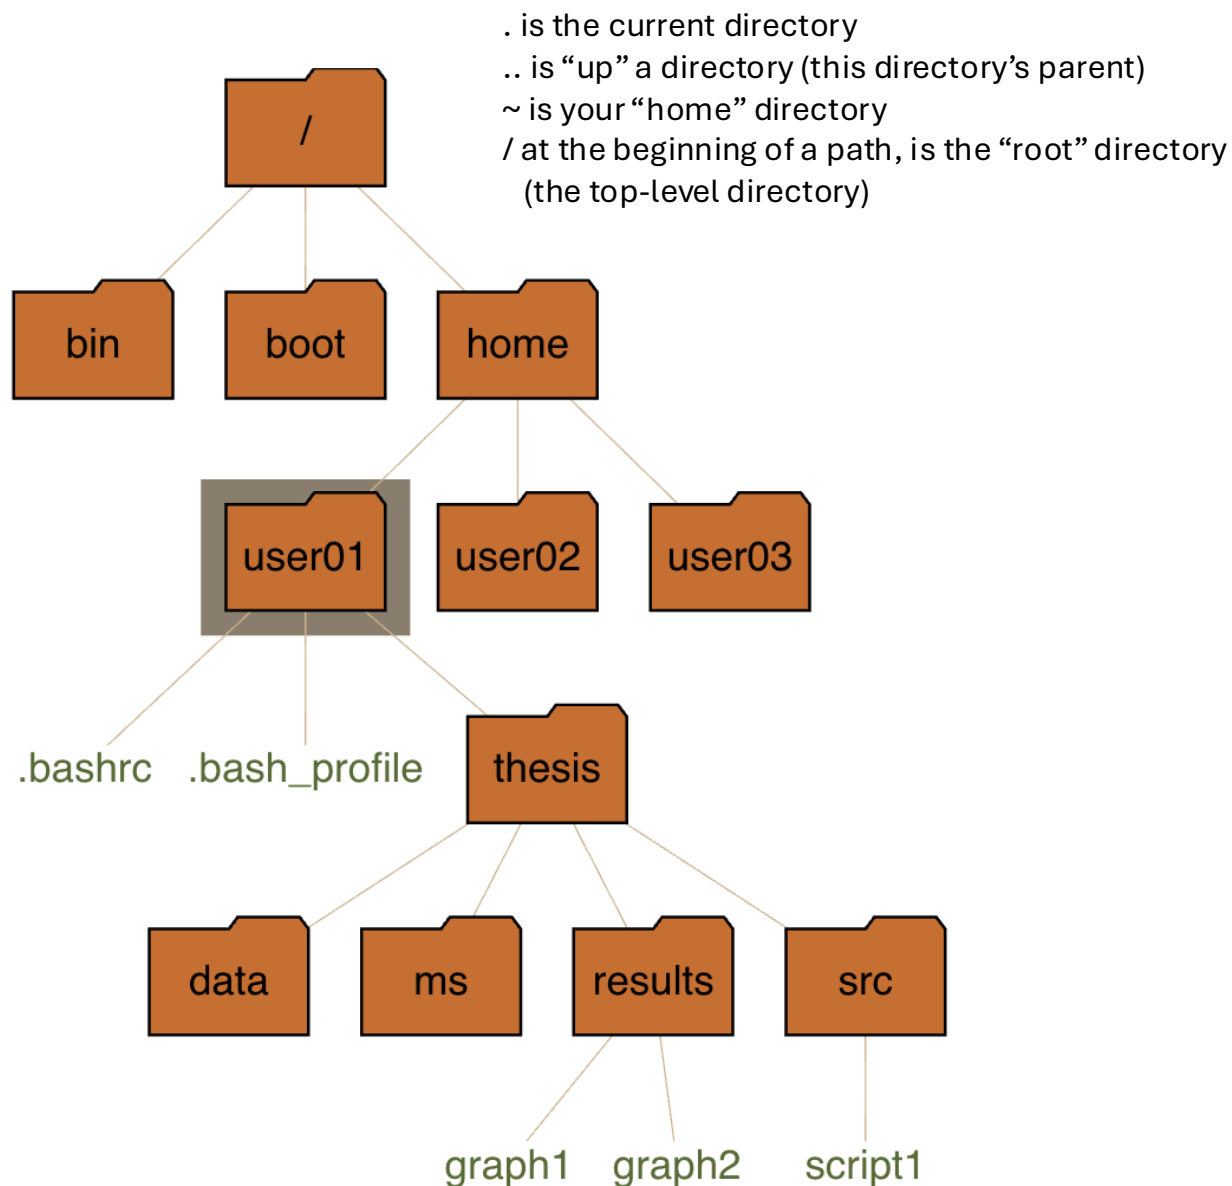 . is the current directory
.. is “up” a directory (this directory’s parent)
~ is your “home” directory
/ at the beginning of a path, is the “root” directory
(the top-level directory)
/
bin
boot
home
user01
user02
user03
.bashrc
.bash_profile
thesis
data
ms
results
src
graph1
graph2
script1